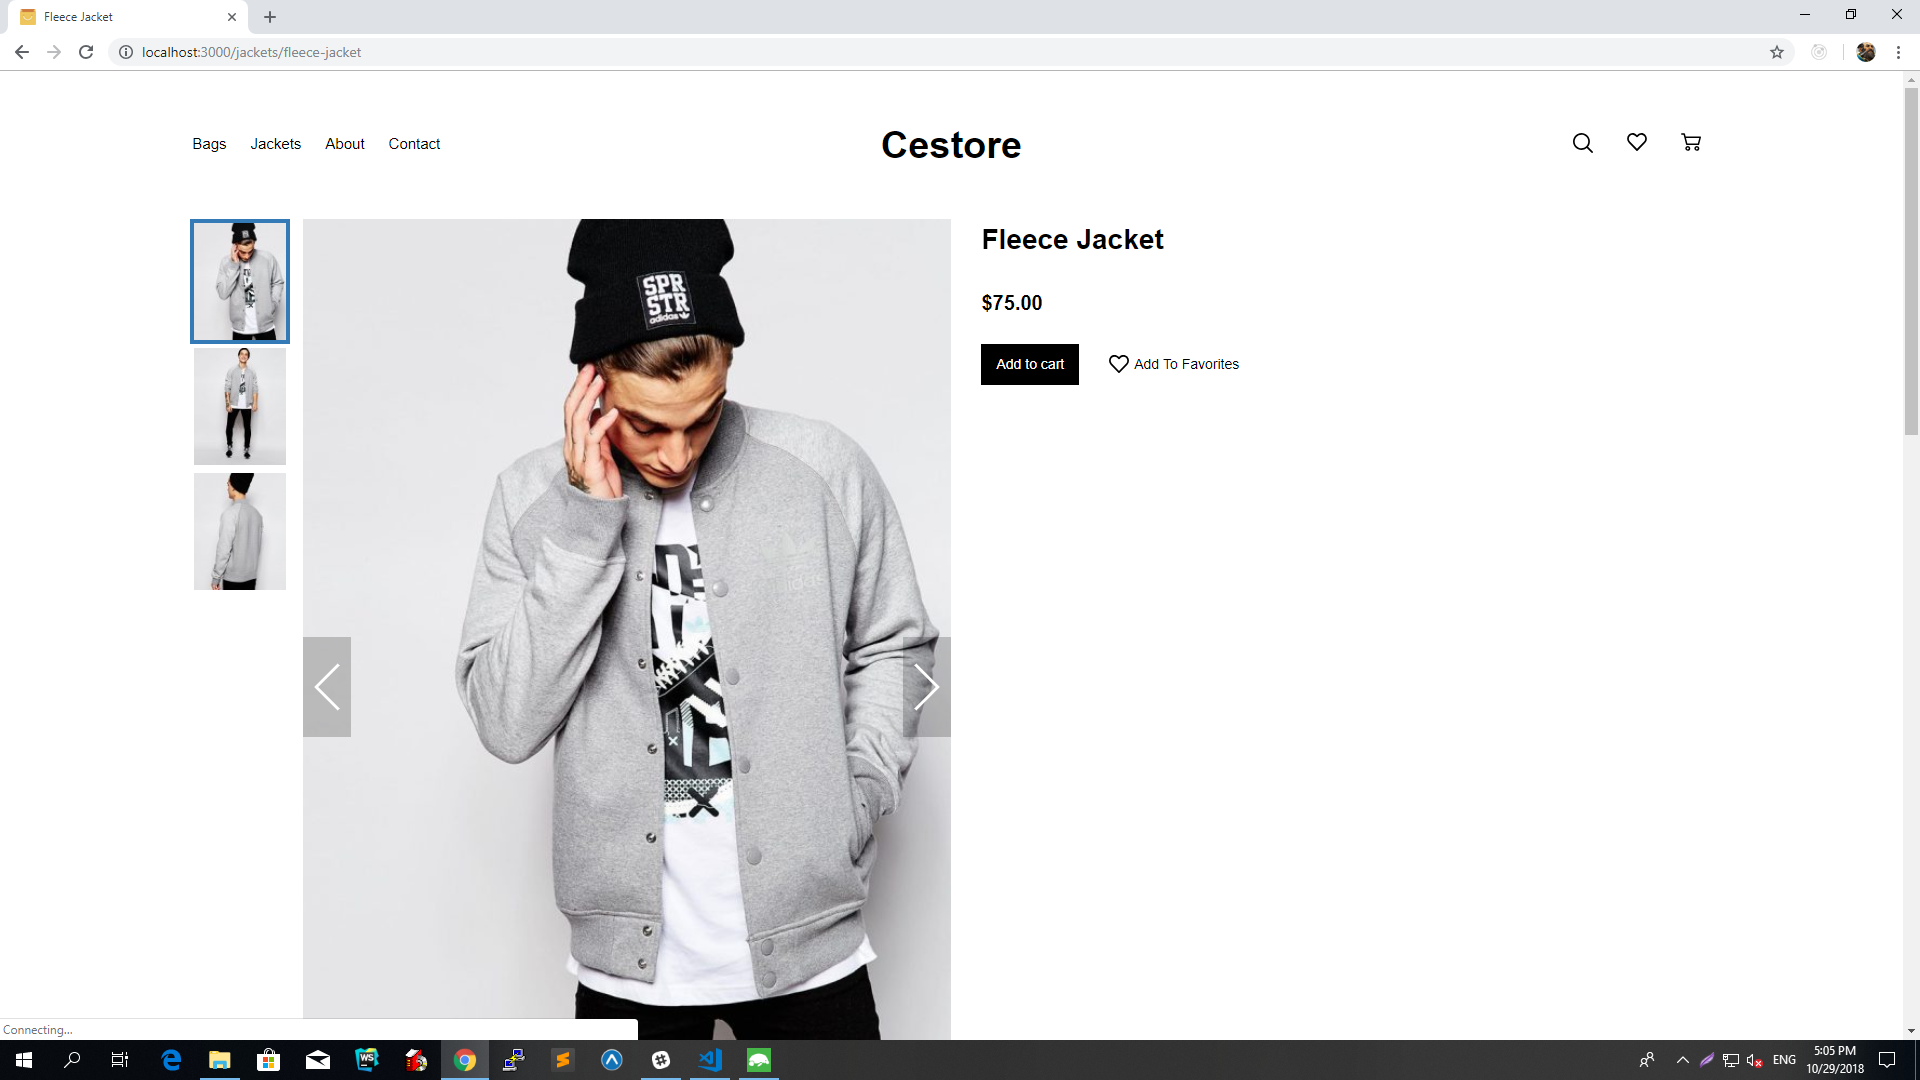 Fleece Jacket
localhost:3000/jackets/fleece-jacket
Bags Jackets About Contact Cestore
SPR
STR
adidas
Fleece Jacket
$75.00
Add to cart Add To Favorites
Connecting...
WS
ENG
5:05 PM
10/29/2018